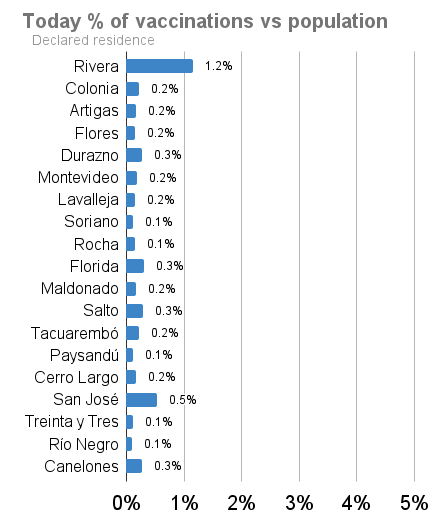 Today % of vaccinations vs population
Declared residence
Rivera 1.2%
Colonia 0.2%
Artigas 0.2%
Flores 0.2%
Durazno 0.3%
Montevideo 0.2%
Lavalleja 0.2%
Soriano 0.1%
Rocha 0.1%
Florida 0.3%
Maldonado 0.2%
Salto 0.3%
Tacuarembó 0.2%
Paysandú 0.1%
Cerro Largo 0.2%
San José 0.5%
Treinta y Tres 0.1%
Río Negro 0.1%
Canelones 0.3%
0% 1% 2% 3% 4% 5%